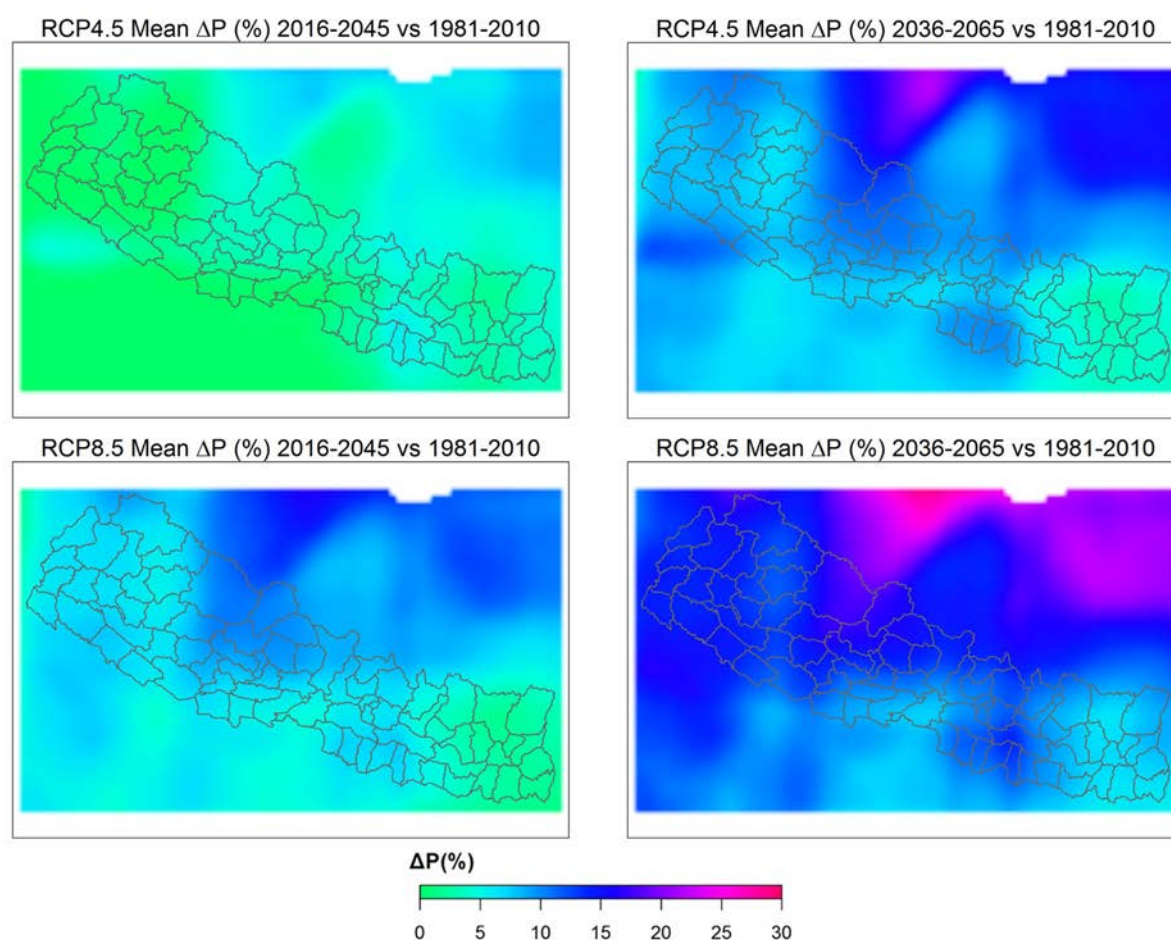 RCP4.5 Mean ΔP (%) 2016-2045 vs 1981-2010
RCP4.5 Mean ΔP (%) 2036-2065 vs 1981-2010
RCP8.5 Mean ΔP (%) 2016-2045 vs 1981-2010
RCP8.5 Mean ΔP (%) 2036-2065 vs 1981-2010
ΔP(%)
0 5 10 15 20 25 30